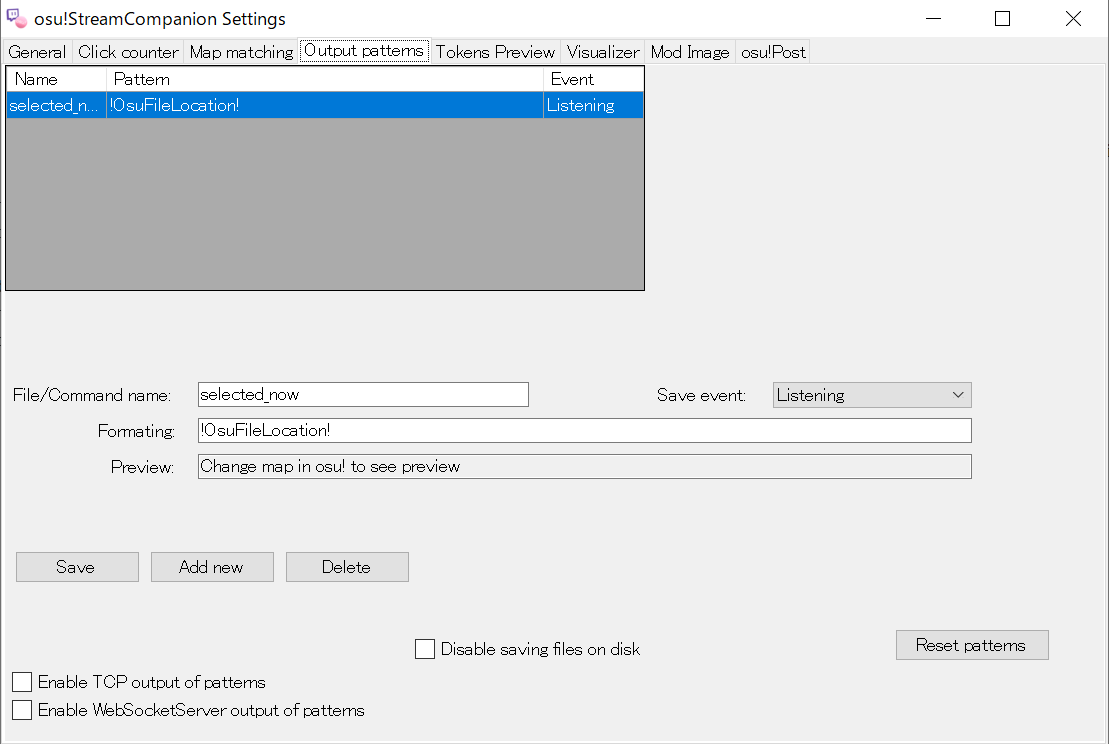 osu!StreamCompanion Settings
General Click counter Map matching Output patterns Tokens Preview Visualizer Mod Image osu!Post
Name Pattern Event
selected_n... !OsuFileLocation! Listening
File/Command name: selected_now Save event: Listening
Formating: !OsuFileLocation!
Preview: Change map in osu! to see preview
Save Add new Delete
Disable saving files on disk Reset patterns
Enable TCP output of patterns
Enable WebSocketServer output of patterns